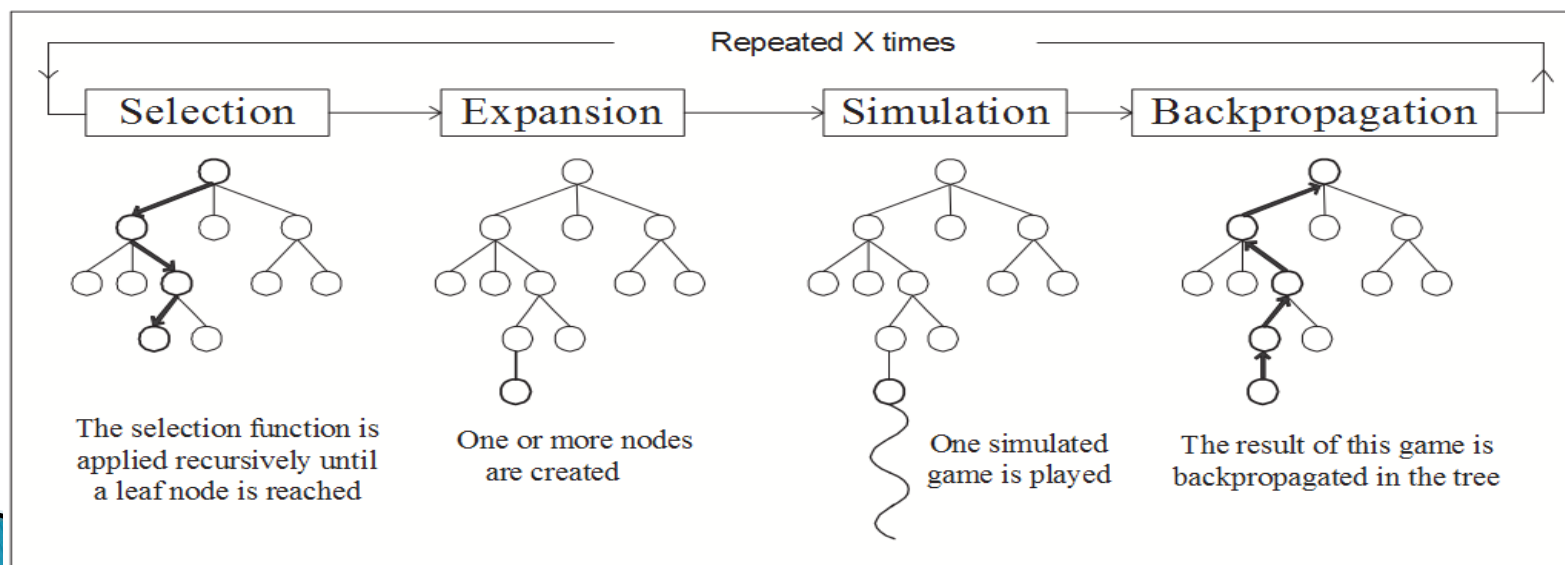 Repeated X times
Selection
Expansion
Simulation
Backpropagation
The selection function is
applied recursively until
a leaf node is reached
One or more nodes
are created
One simulated
game is played
The result of this game is
backpropagated in the tree